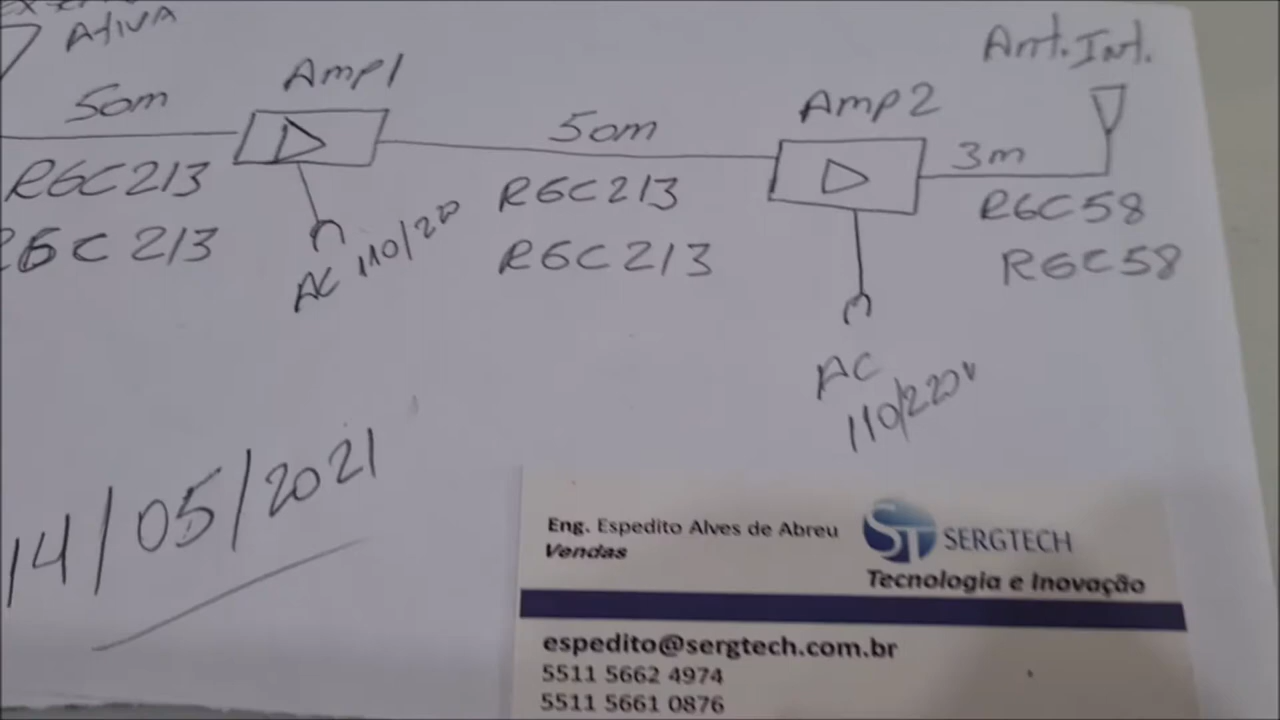 ATIVA
Amp1
50m
RGC213
RGC213
AC 110/220
50m
RGC213
RGC213
Amp2
AC
110/220V
3m
RGC58
RGC58
Ant. Int.
14/05/2021
Eng. Espedito Alves de Abreu
Vendas
ST SERGTECH
Tecnologia e Inovação
espedito@sergtech.com.br
5511 5662 4974
5511 5661 0876